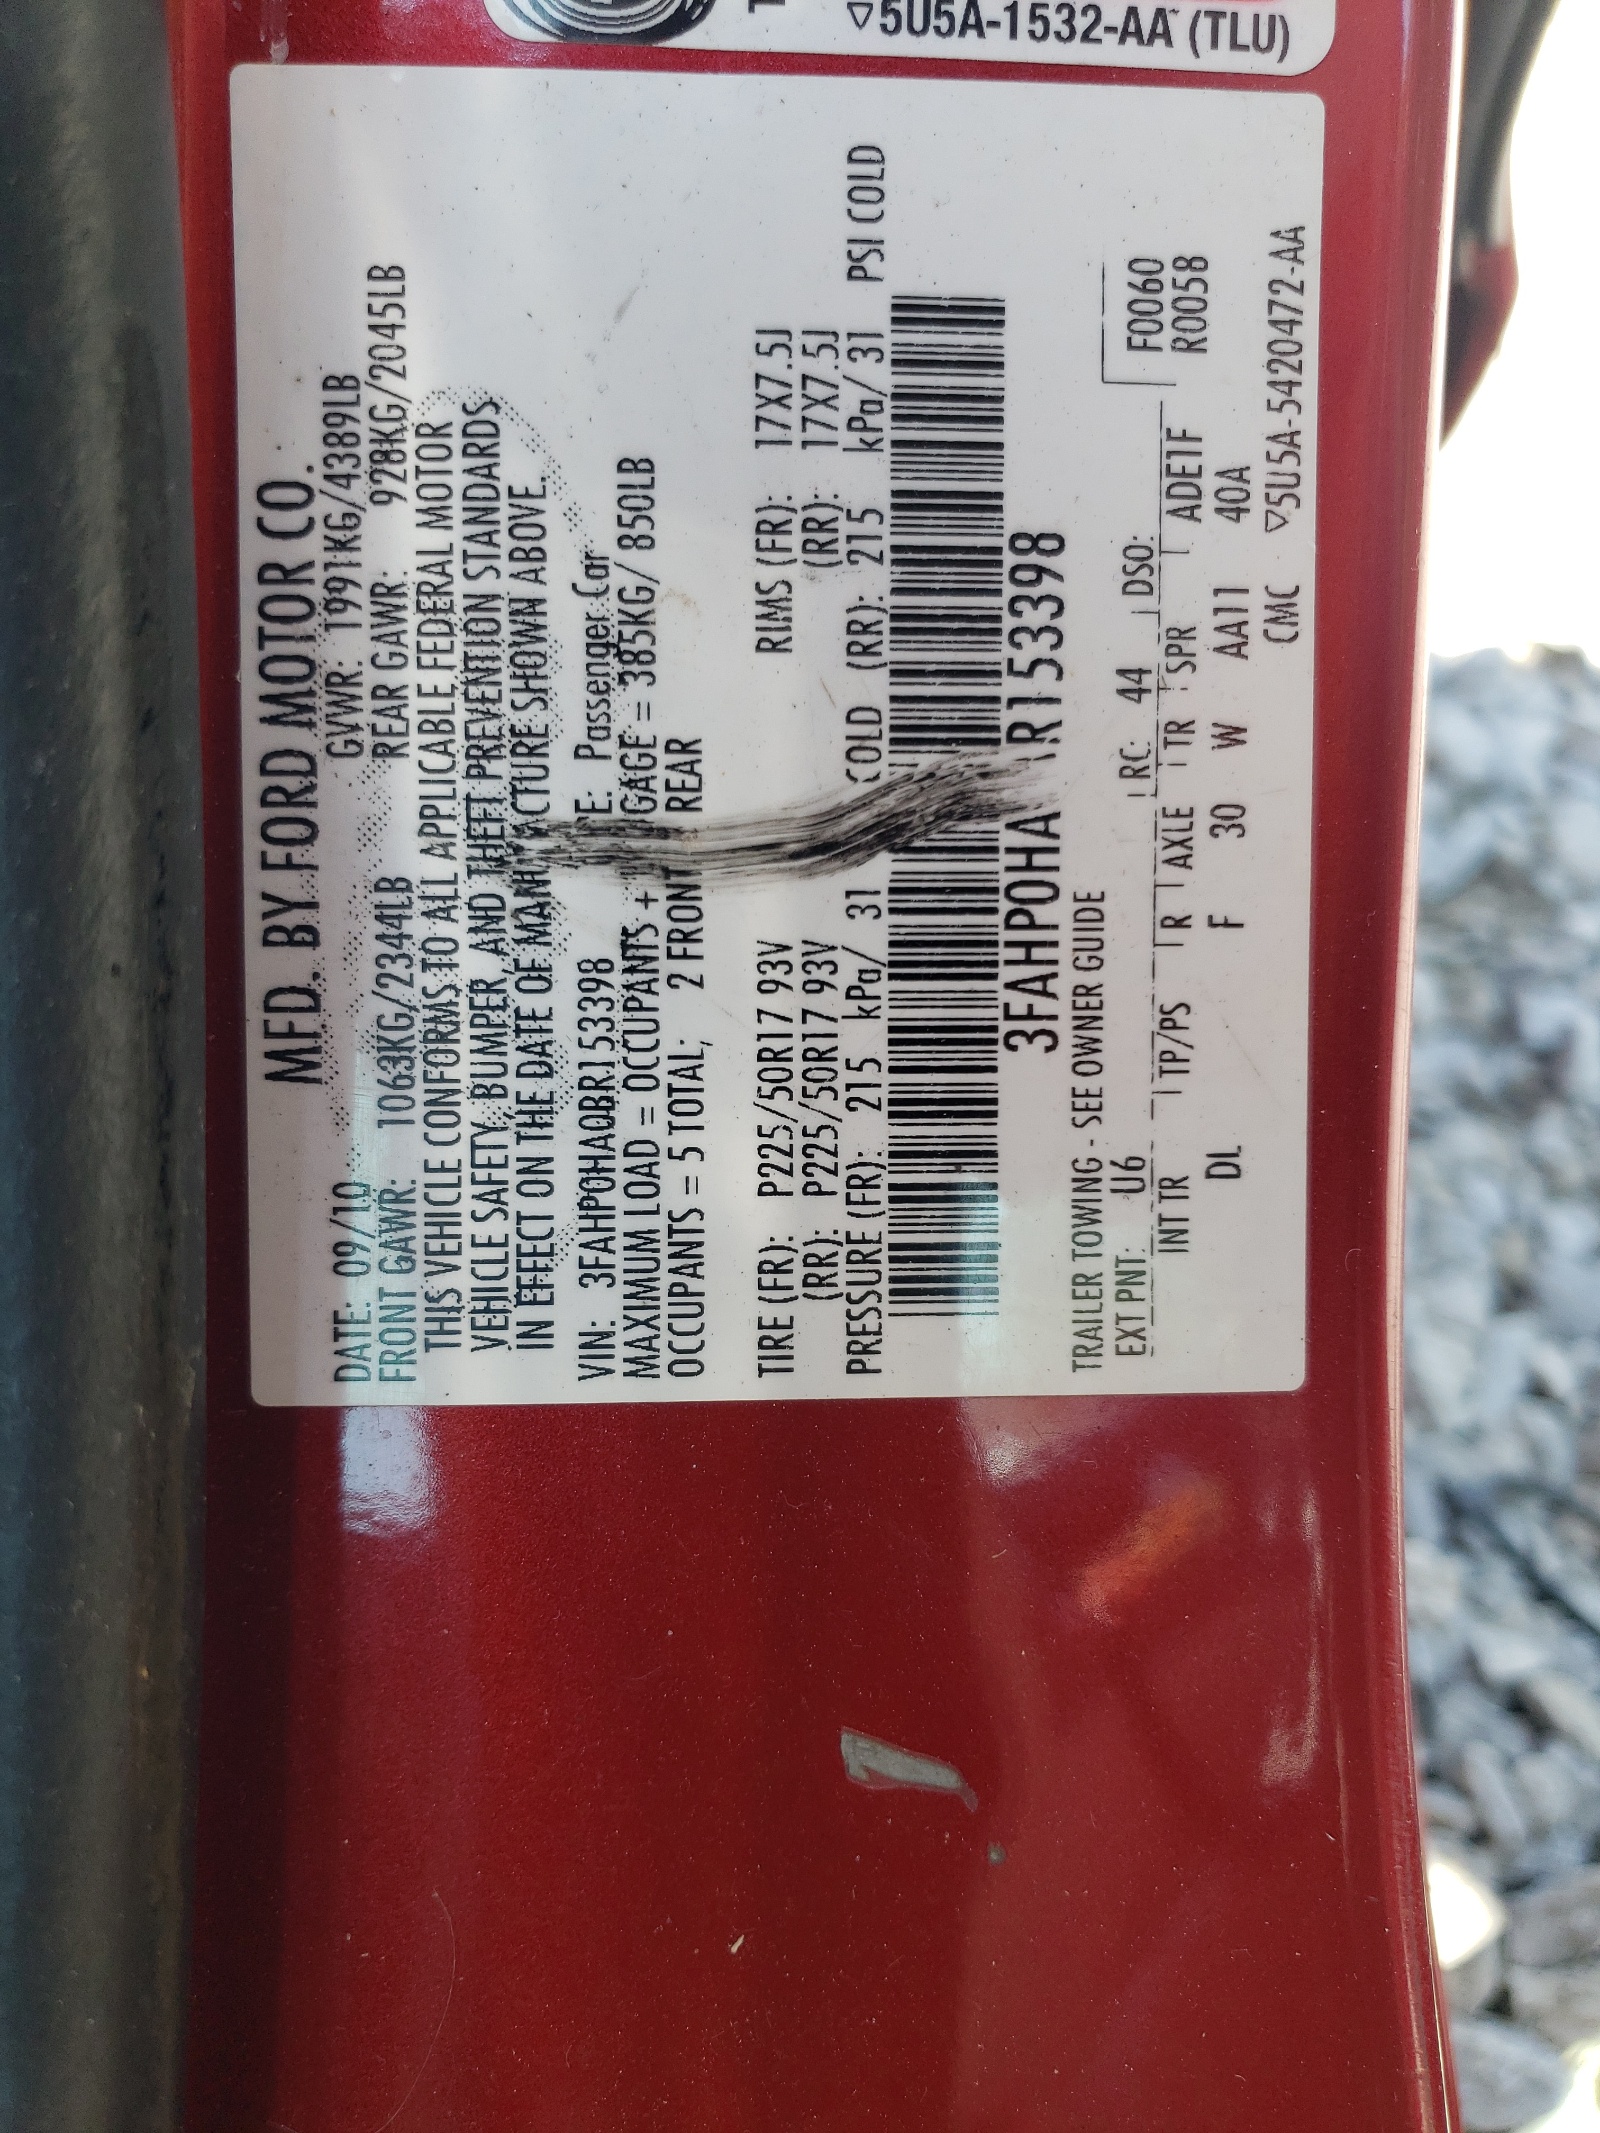 ▽5U5A-1532-AA (TLU)
MFD. BY FORD MOTOR CO.
DATE: 09/10 GVWR: 1991KG/4389LB
FRONT GAWR: 1063KG/2344LB REAR GAWR: 928KG/2045LB
THIS VEHICLE CONFORMS TO ALL APPLICABLE FEDERAL MOTOR
VEHICLE SAFETY, BUMPER, AND THEFT PREVENTION STANDARDS
IN EFFECT ON THE DATE OF MANUFACTURE SHOWN ABOVE.
VIN: 3FAHP0HA0BR153398 E: Passenger Car
MAXIMUM LOAD = OCCUPANTS + GAGE = 385KG/ 850LB
OCCUPANTS = 5 TOTAL; 2 FRONT REAR
TIRE (FR): P225/50R17 93V RIMS (FR): 17X7.5J
(RR): P225/50R17 93V (RR): 17X7.5J
PRESSURE (FR): 215 kPa/ 31 COLD (RR): 215 kPa/ 31 PSI COLD
3FAHP0HA R153398
TRAILER TOWING - SEE OWNER GUIDE
EXT PNT: U6 RC: 44 DSO: F0060
INT TR TP/PS R AXLE TR SPR ADE1F R0058
DL F 30 W AA11 40A
CMC ▽5U5A-5420472-AA